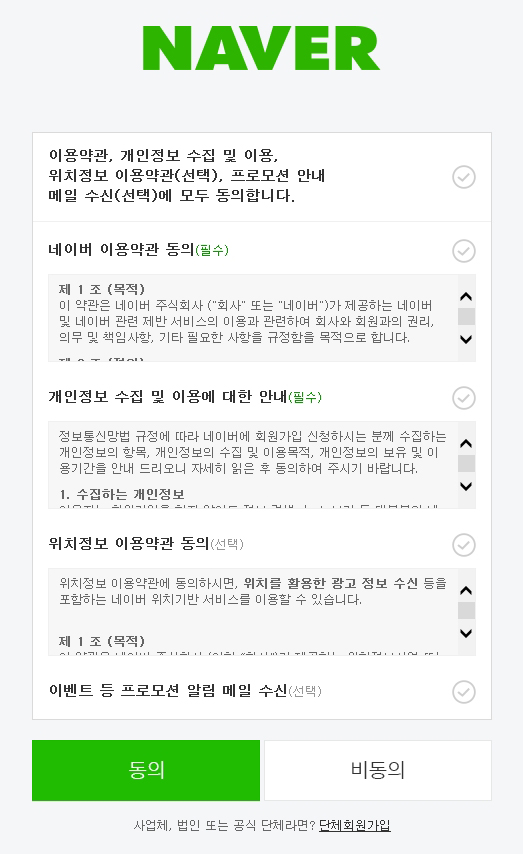 NAVER
이용약관, 개인정보 수집 및 이용,
위치정보 이용약관(선택), 프로모션 안내
메일 수신(선택)에 모두 동의합니다.
네이버 이용약관 동의(필수)
제 1 조 (목적)
이 약관은 네이버 주식회사 ("회사" 또는 "네이버")가 제공하는 네이버
및 네이버 관련 제반 서비스의 이용과 관련하여 회사와 회원과의 권리,
의무 및 책임사항, 기타 필요한 사항을 규정함을 목적으로 합니다.
개인정보 수집 및 이용에 대한 안내(필수)
정보통신망법 규정에 따라 네이버에 회원가입 신청하시는 분께 수집하는
개인정보의 항목, 개인정보의 수집 및 이용목적, 개인정보의 보유 및 이
용기간을 안내 드리오니 자세히 읽은 후 동의하여 주시기 바랍니다.
1. 수집하는 개인정보
위치정보 이용약관 동의(선택)
위치정보 이용약관에 동의하시면, 위치를 활용한 광고 정보 수신 등을
포함하는 네이버 위치기반 서비스를 이용할 수 있습니다.
제 1 조 (목적)
이벤트 등 프로모션 알림 메일 수신(선택)
동의
비동의
사업체, 법인 또는 공식 단체라면? 단체회원가입